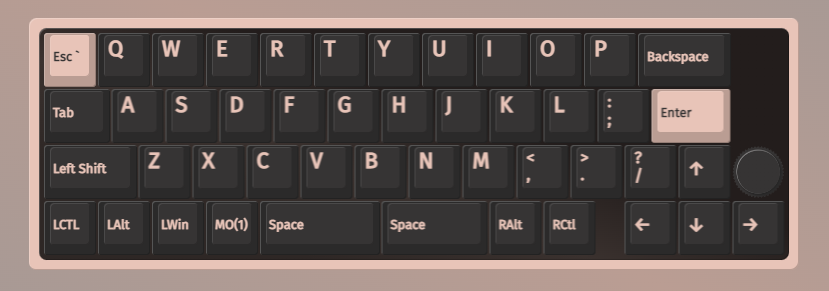 Esc ` Q W E R T Y U I O P Backspace
Tab A S D F G H J K L : ; Enter
Left Shift Z X C V B N M < , > . ? / ↑
LCTL LAlt LWin MO(1) Space Space RAlt RCtl ← ↓ →